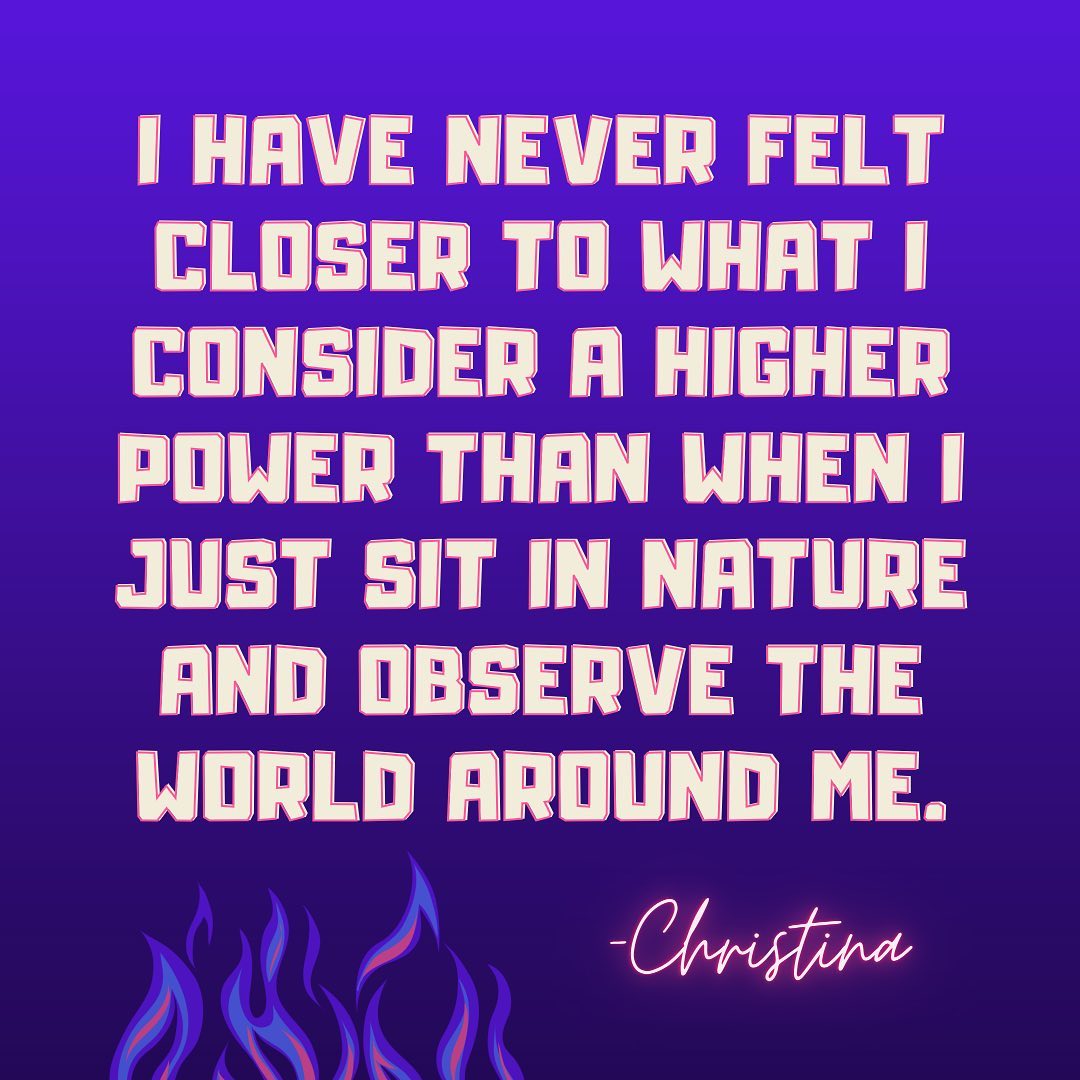 I HAVE NEVER FELT
CLOSER TO WHAT I
CONSIDER A HIGHER
POWER THAN WHEN I
JUST SIT IN NATURE
AND OBSERVE THE
WORLD AROUND ME.
-Christina